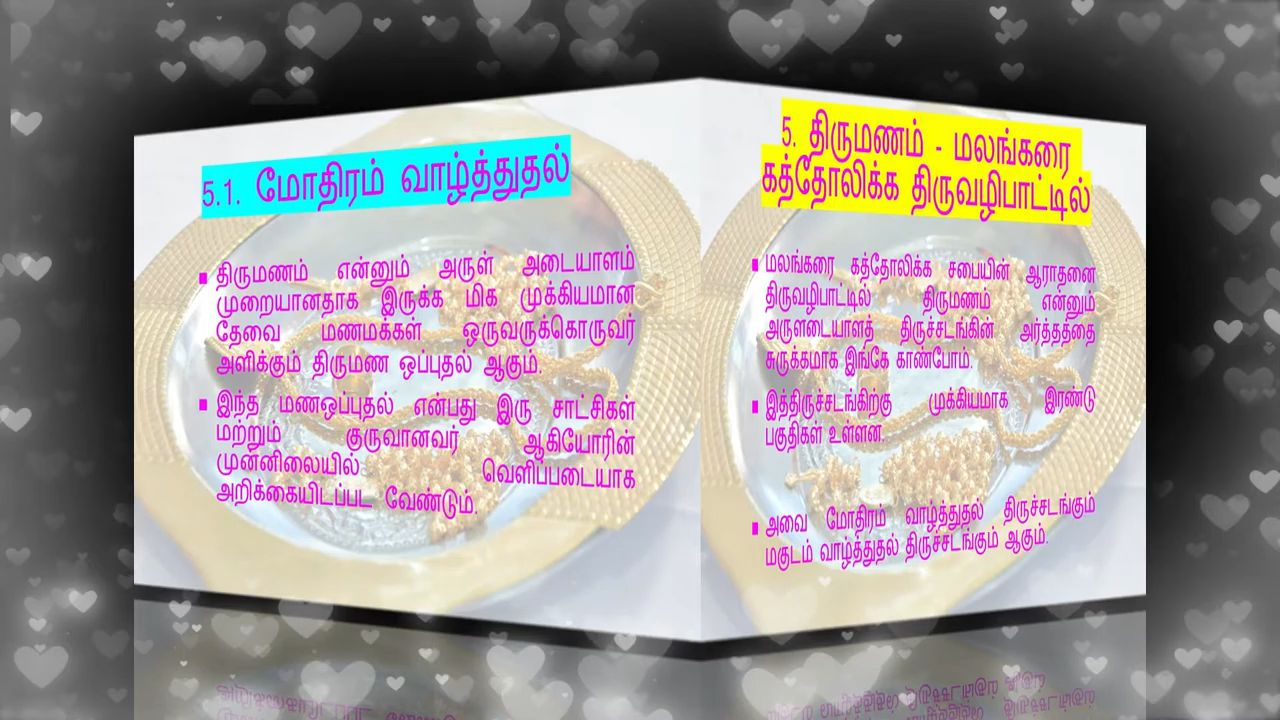 5.1. மோதிரம் வாழ்த்துதல்
▪ திருமணம் என்னும் அருள் அடையாளம்
முறையானதாக இருக்க மிக முக்கியமான
தேவை மணமக்கள் ஒருவருக்கொருவர்
அளிக்கும் திருமண ஒப்புதல் ஆகும்.
▪ இந்த மணஒப்புதல் என்பது இரு சாட்சிகள்
மற்றும் குருவானவர் ஆகியோரின்
முன்னிலையில் வெளிப்படையாக
அறிக்கையிடப்பட வேண்டும்.
5. திருமணம் - மலங்கரை
கத்தோலிக்க திருவழிபாட்டில்
▪ மலங்கரை கத்தோலிக்க சபையின் ஆராதனை
திருவழிபாட்டில் திருமணம் என்னும்
அருளடையாளத் திருச்சடங்கின் அர்த்தத்தை
சுருக்கமாக இங்கே காண்போம்.
▪ இத்திருச்சடங்கிற்கு முக்கியமாக இரண்டு
பகுதிகள் உள்ளன.
▪ அவை மோதிரம் வாழ்த்துதல் திருச்சடங்கும்
மகுடம் வாழ்த்துதல் திருச்சடங்கும் ஆகும்.